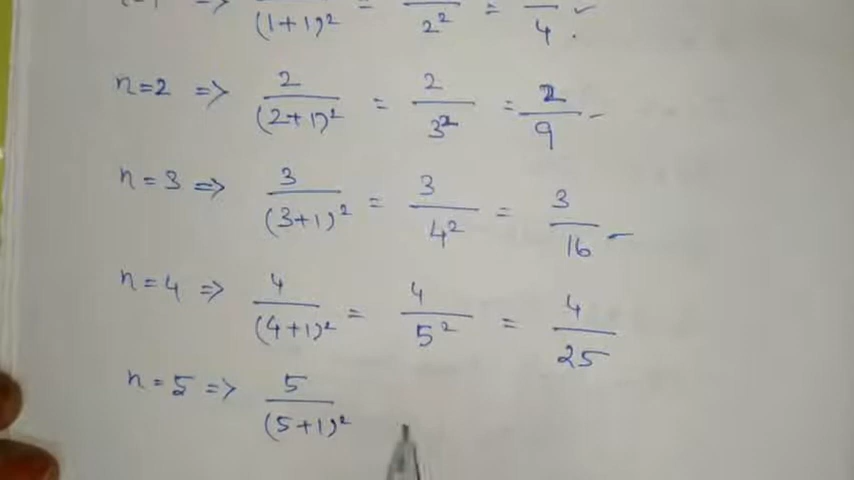 => (1+1)² = 2² = 4 .
n=2 => 2/(2+1)² = 2/3² = 2/9
n=3 => 3/(3+1)² = 3/4² = 3/16
n=4 => 4/(4+1)² = 4/5² = 4/25
n=5 => 5/(5+1)²